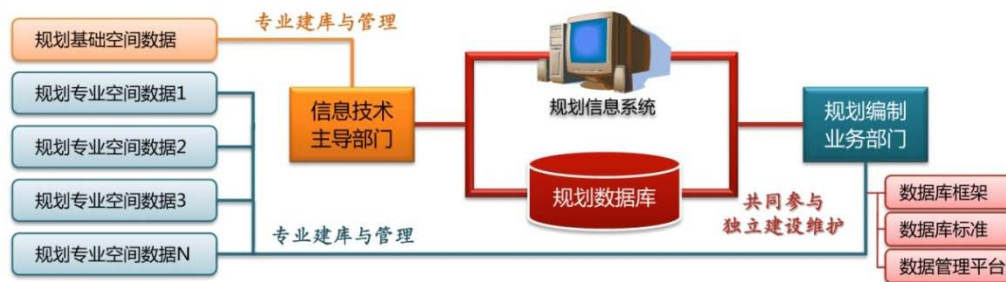 专业建库与管理
规划基础空间数据
规划专业空间数据1
规划专业空间数据2
规划专业空间数据3
规划专业空间数据N
信息技术
主导部门
规划信息系统
规划数据库
规划编制
业务部门
共同参与
独立建设维护
专业建库与管理
数据库框架
数据库标准
数据管理平台